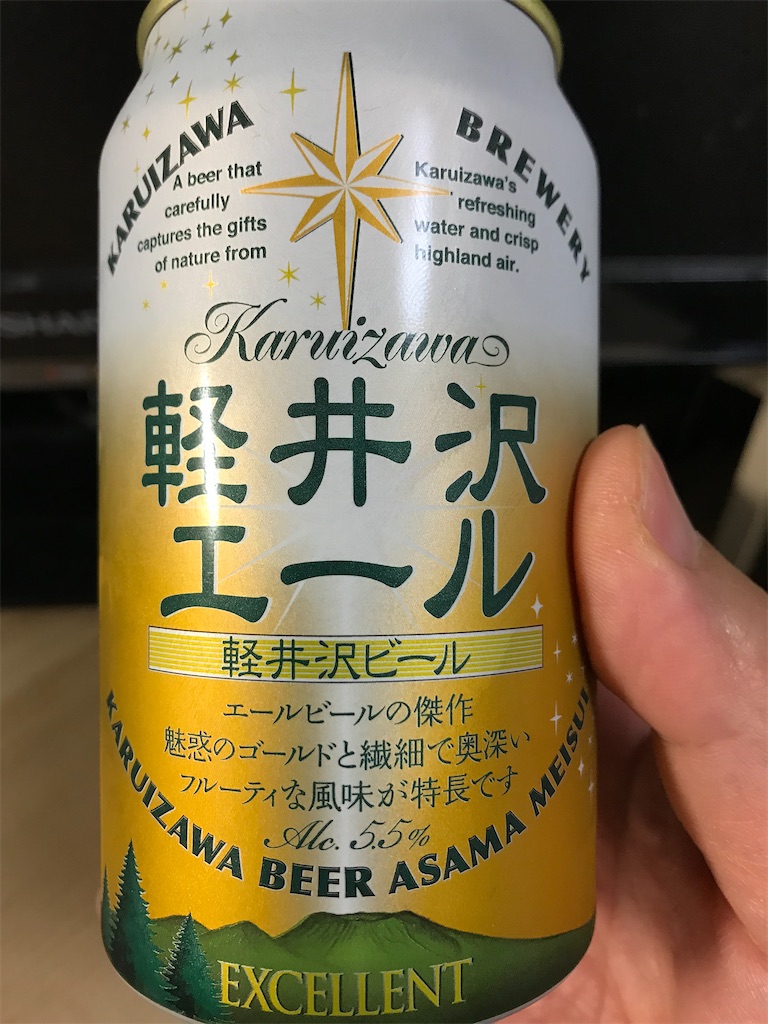 KARUIZAWA BREWERY
A beer that
carefully
captures the gifts
of nature from
Karuizawa's
refreshing
water and crisp
highland air.
Karuizawa
軽井沢
エール
軽井沢ビール
エールビールの傑作
魅惑のゴールドと繊細で奥深い
フルーティな風味が特長です
Alc. 5.5%
KARUIZAWA BEER ASAMA MEISUI
EXCELLENT